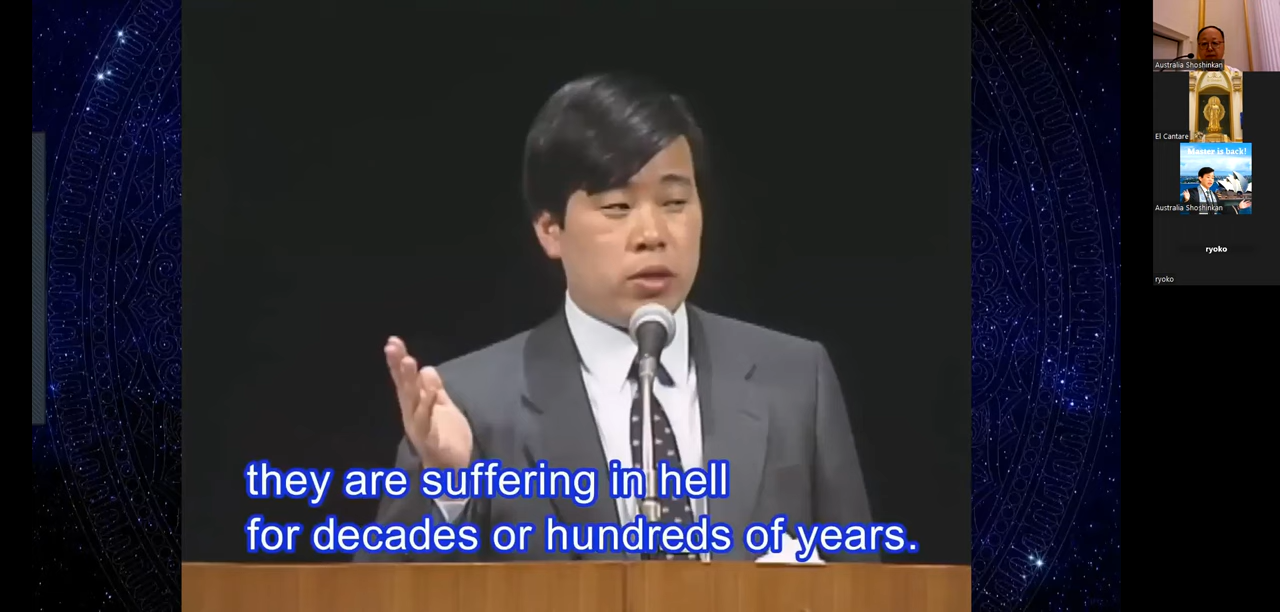 they are suffering in hell
for decades or hundreds of years.
Australia Shoshinkan
El Cantare
Master is back!
Australia Shoshinkan
ryoko
ryoko